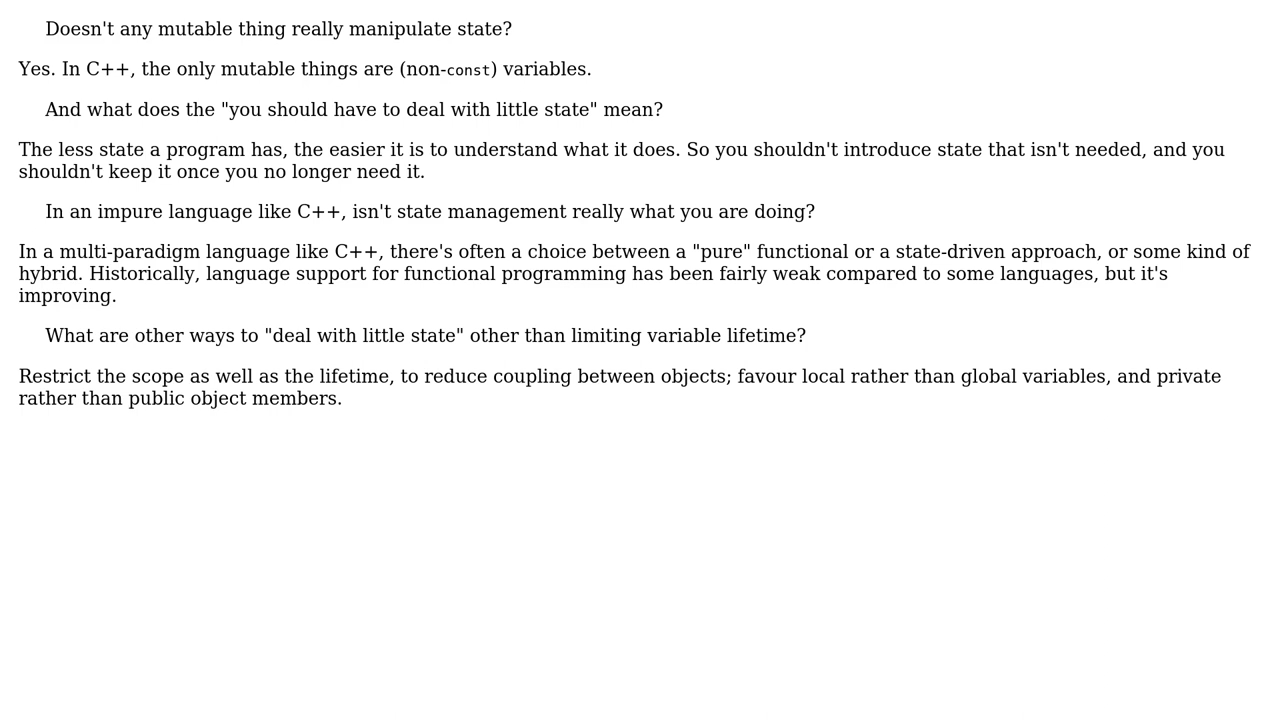 Doesn't any mutable thing really manipulate state?
Yes. In C++, the only mutable things are (non-const) variables.
And what does the "you should have to deal with little state" mean?
The less state a program has, the easier it is to understand what it does. So you shouldn't introduce state that isn't needed, and you
shouldn't keep it once you no longer need it.
In an impure language like C++, isn't state management really what you are doing?
In a multi-paradigm language like C++, there's often a choice between a "pure" functional or a state-driven approach, or some kind of
hybrid. Historically, language support for functional programming has been fairly weak compared to some languages, but it's
improving.
What are other ways to "deal with little state" other than limiting variable lifetime?
Restrict the scope as well as the lifetime, to reduce coupling between objects; favour local rather than global variables, and private
rather than public object members.